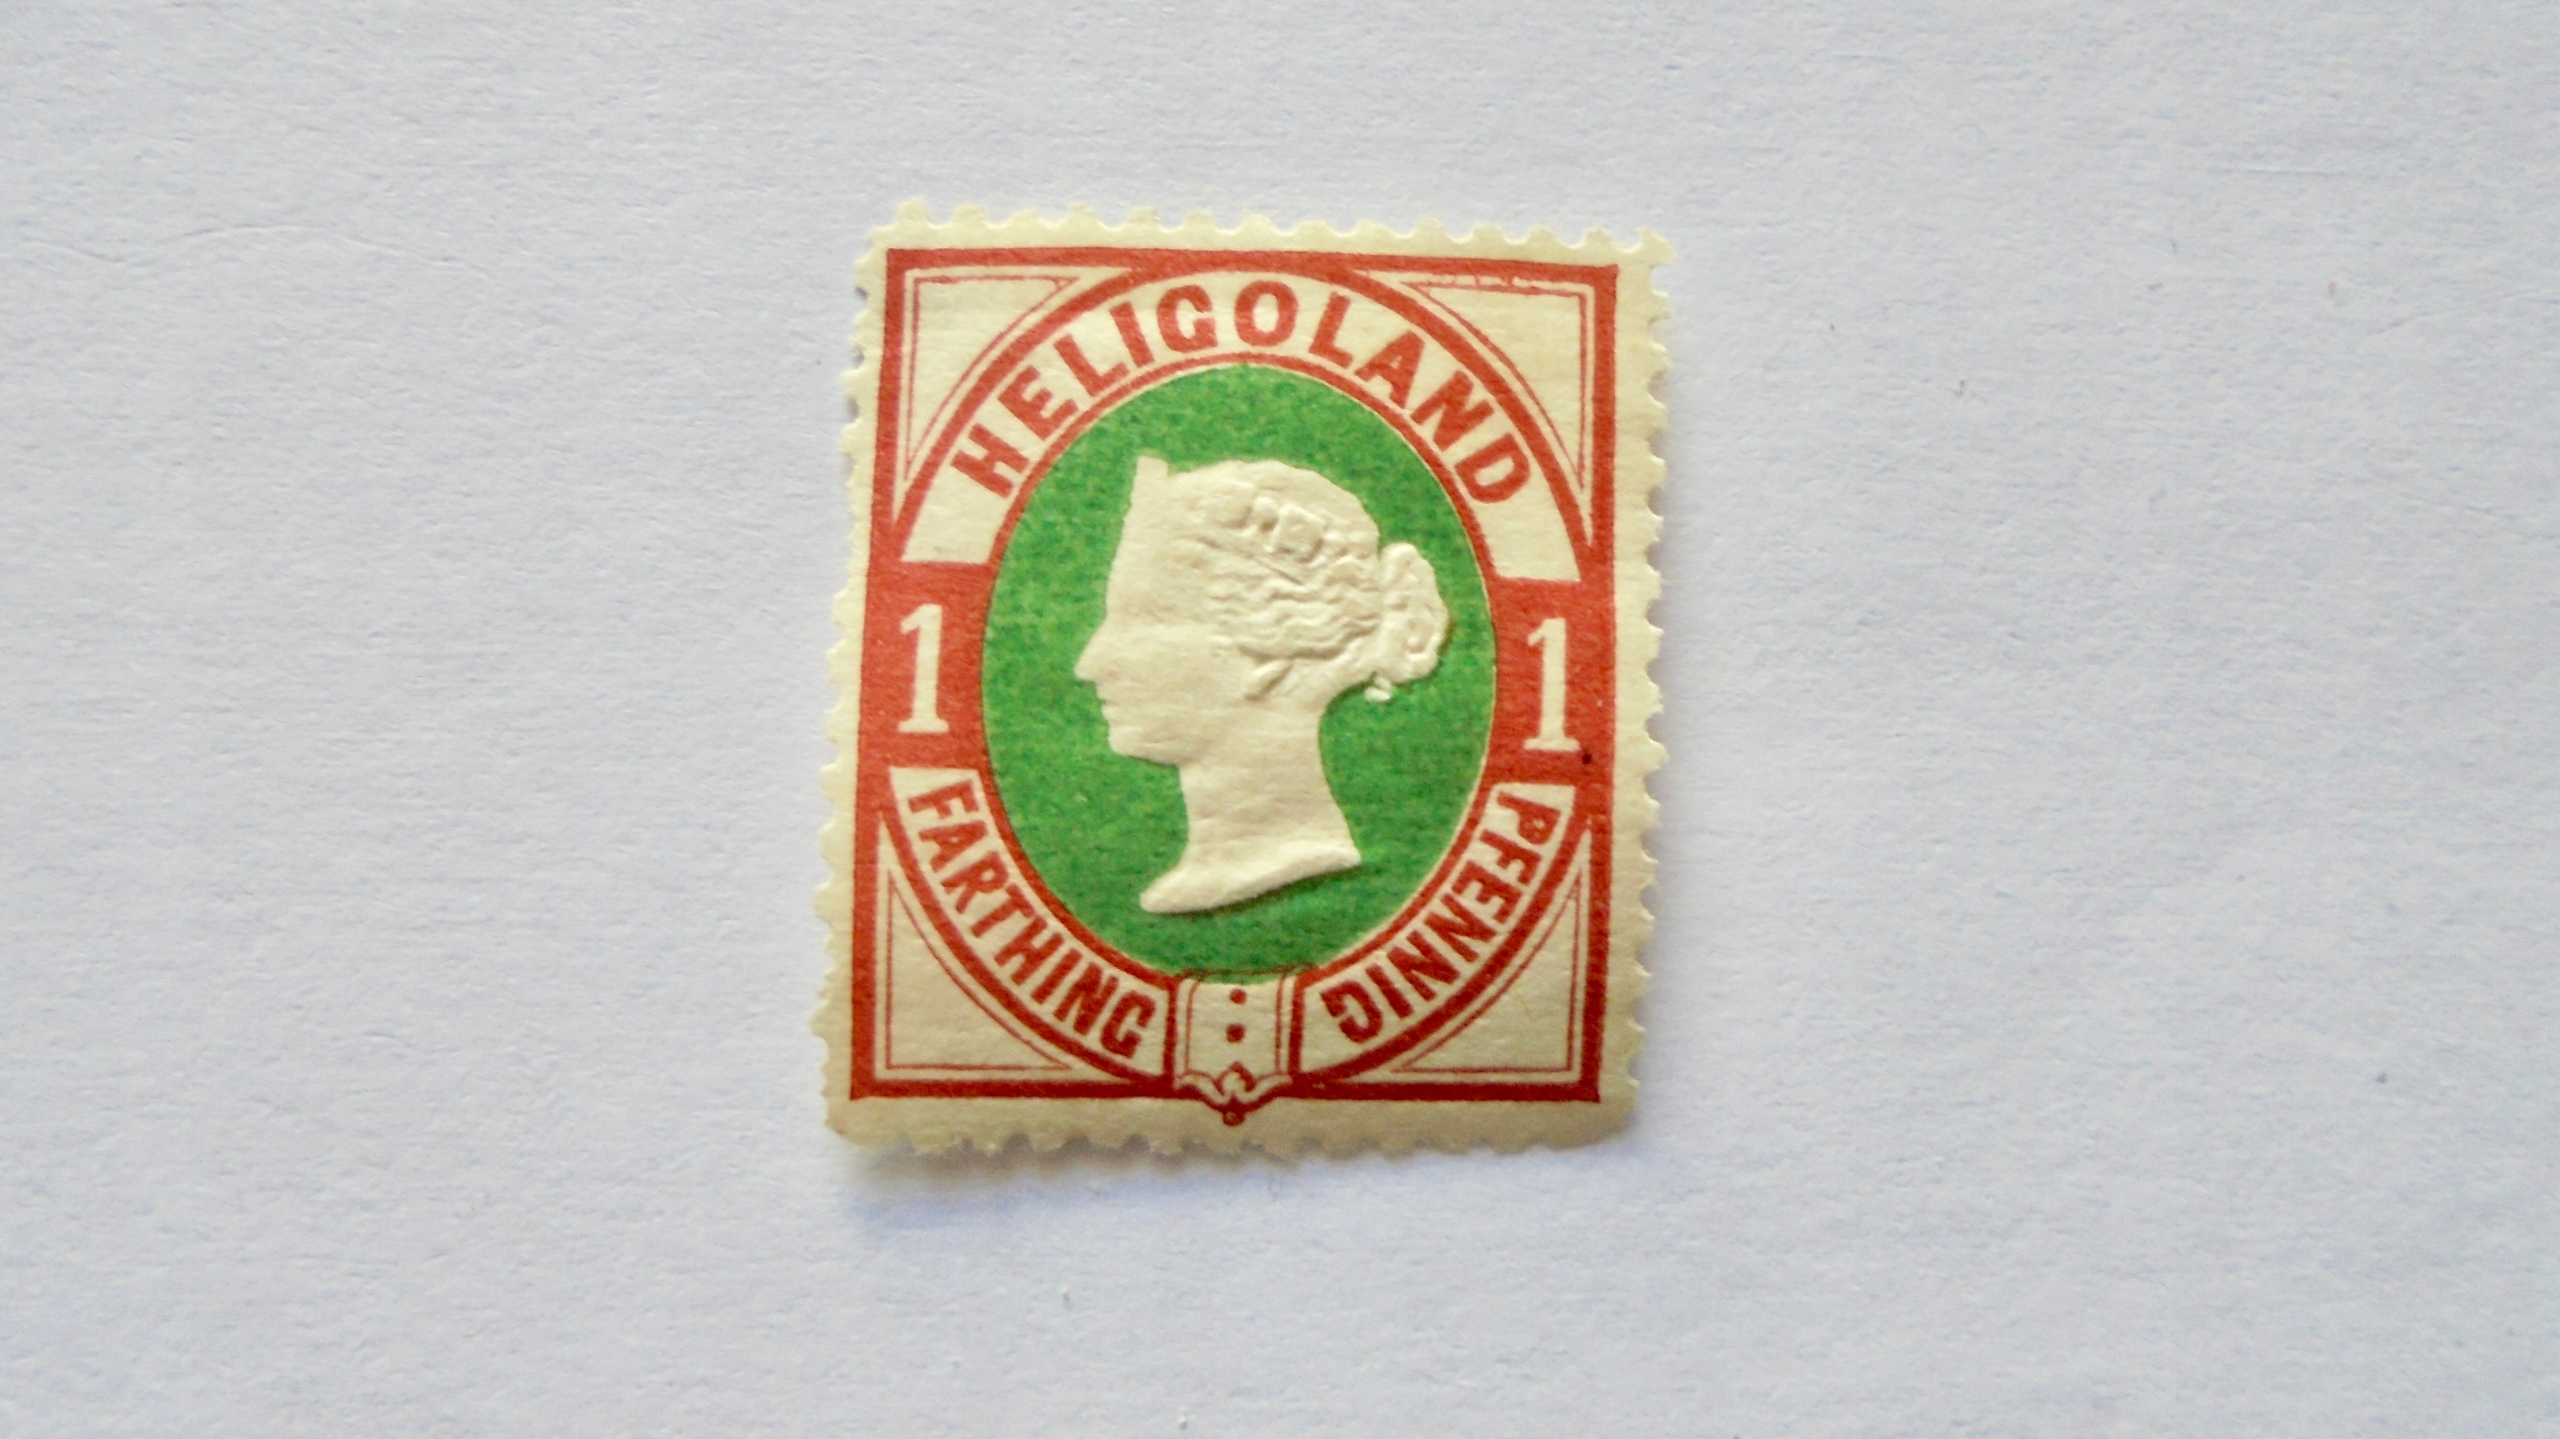 HELIGOLAND
1 1
FARTHING
PFENNIG